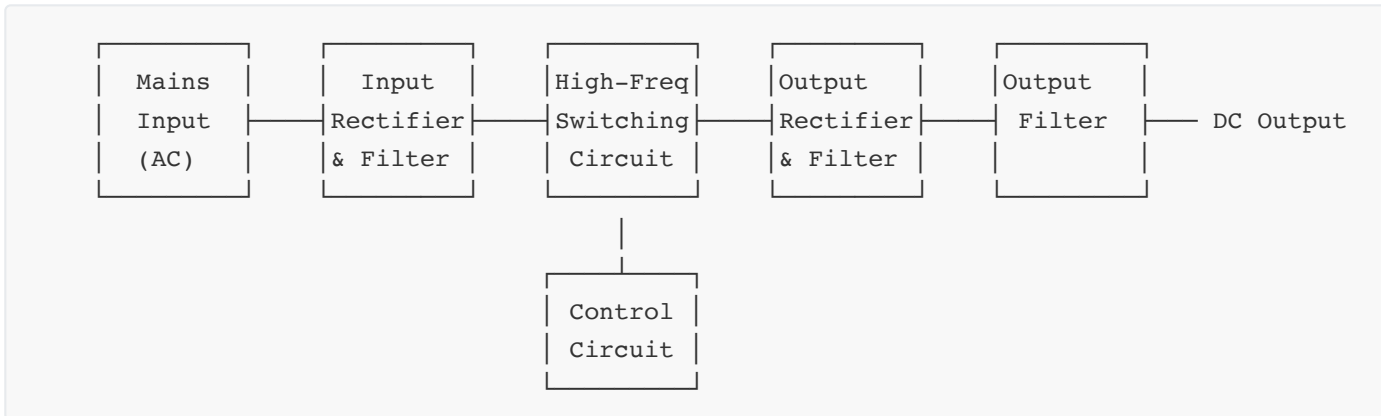 Mains Input High-Freq Output Output
Input Rectifier Switching Rectifier Filter DC Output
(AC) & Filter Circuit & Filter
Control
Circuit